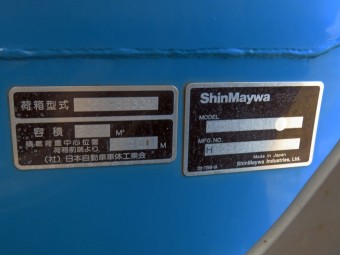 荷箱型式
容積 M³
積載荷重中心位置
荷箱前端より、 M
(社)日本自動車車体工業会
ShinMaywa
MODEL
MFG.NO.
H
Made in Japan
ShinMaywa Industries, Ltd.